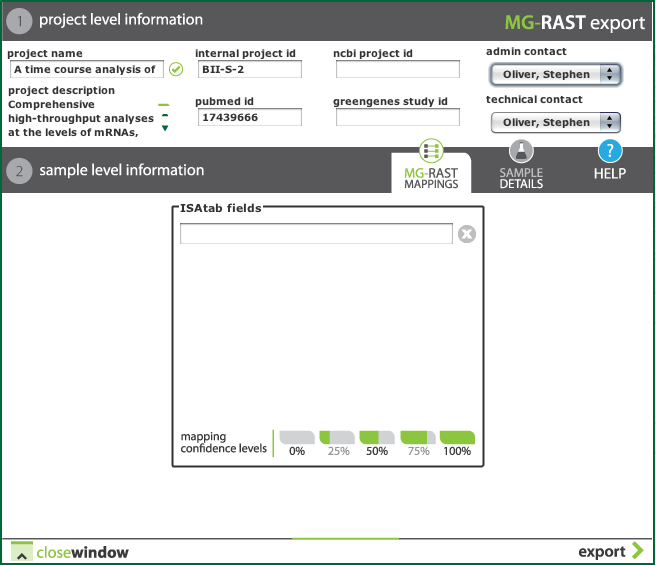 1 project level information
MG-RAST export
project name
internal project id
ncbi project id
admin contact
A time course analysis of
BII-S-2
Oliver, Stephen
project description
Comprehensive
high-throughput analyses
at the levels of mRNAs,
pubmed id
greengenes study id
technical contact
17439666
Oliver, Stephen
2 sample level information
MG-RAST
MAPPINGS
SAMPLE
DETAILS
?
HELP
ISAtab fields
mapping
confidence levels
0% 25% 50% 75% 100%
closewindow
export